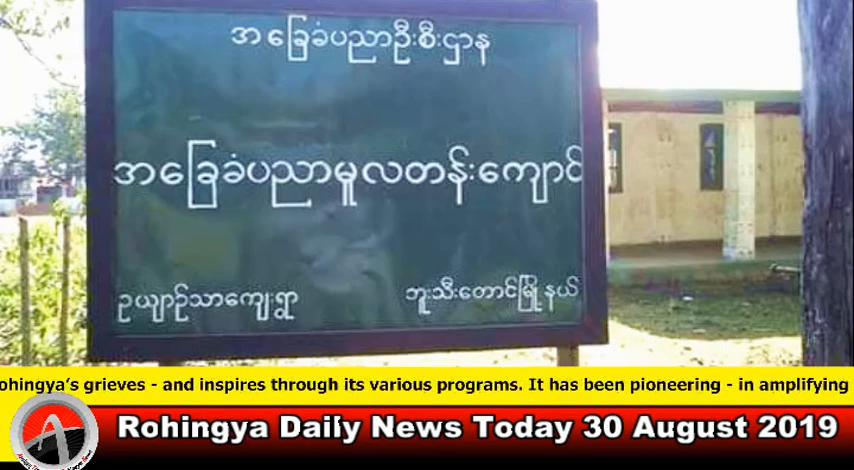 အခြေခံပညာဦးစီးဌာန
အခြေခံပညာမူလတန်းကျောင်း
ဥယျာဉ်သာကျေးရွာ
ဘူးသီးတောင်မြို့နယ်
ohingya's grieves - and inspires through its various programs. It has been pioneering - in amplifying
Rohingya Daily News Today 30 August 2019